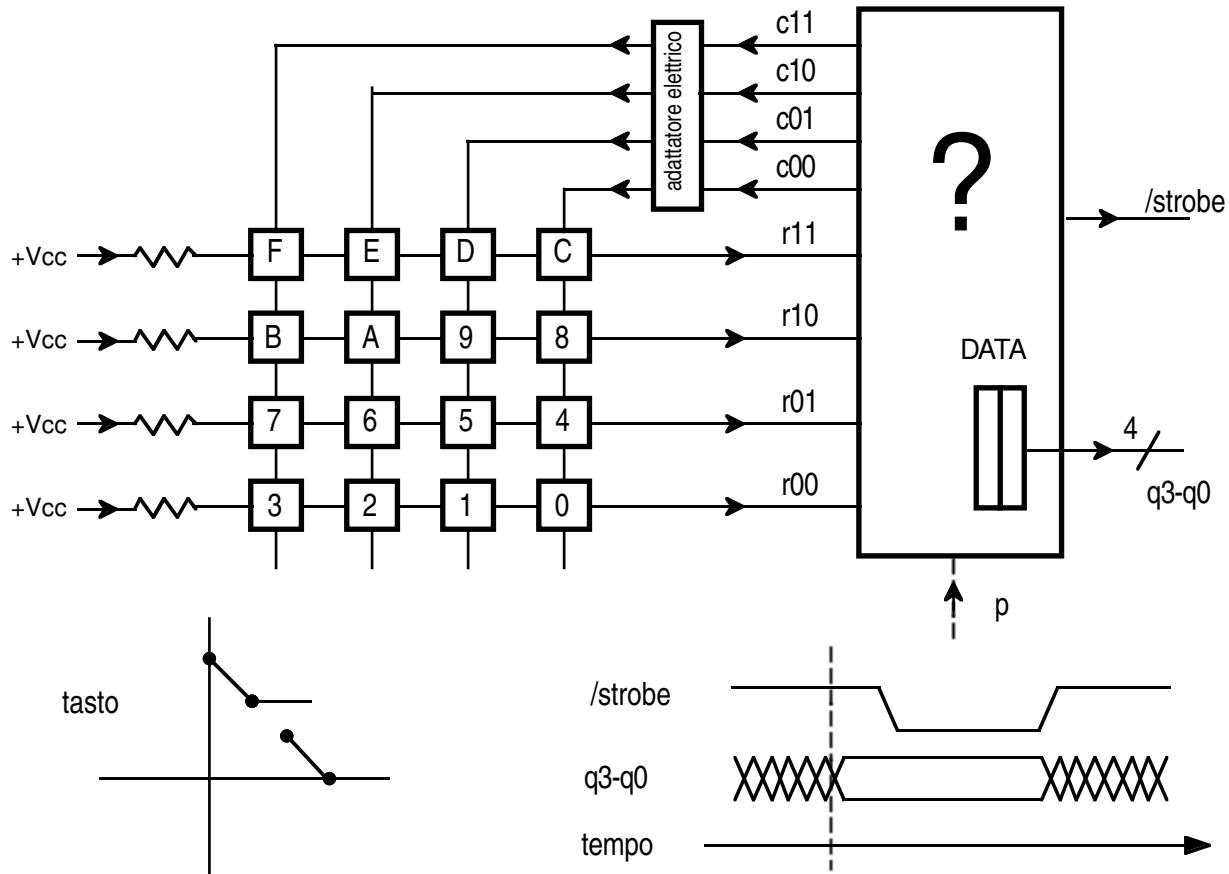 c11
c10
c01
c00
adattatore elettrico
?
/strobe
+Vcc F E D C r11
+Vcc B A 9 8 r10
DATA
+Vcc 7 6 5 4 r01
4
q3-q0
+Vcc 3 2 1 0 r00
p
tasto
/strobe
q3-q0
tempo